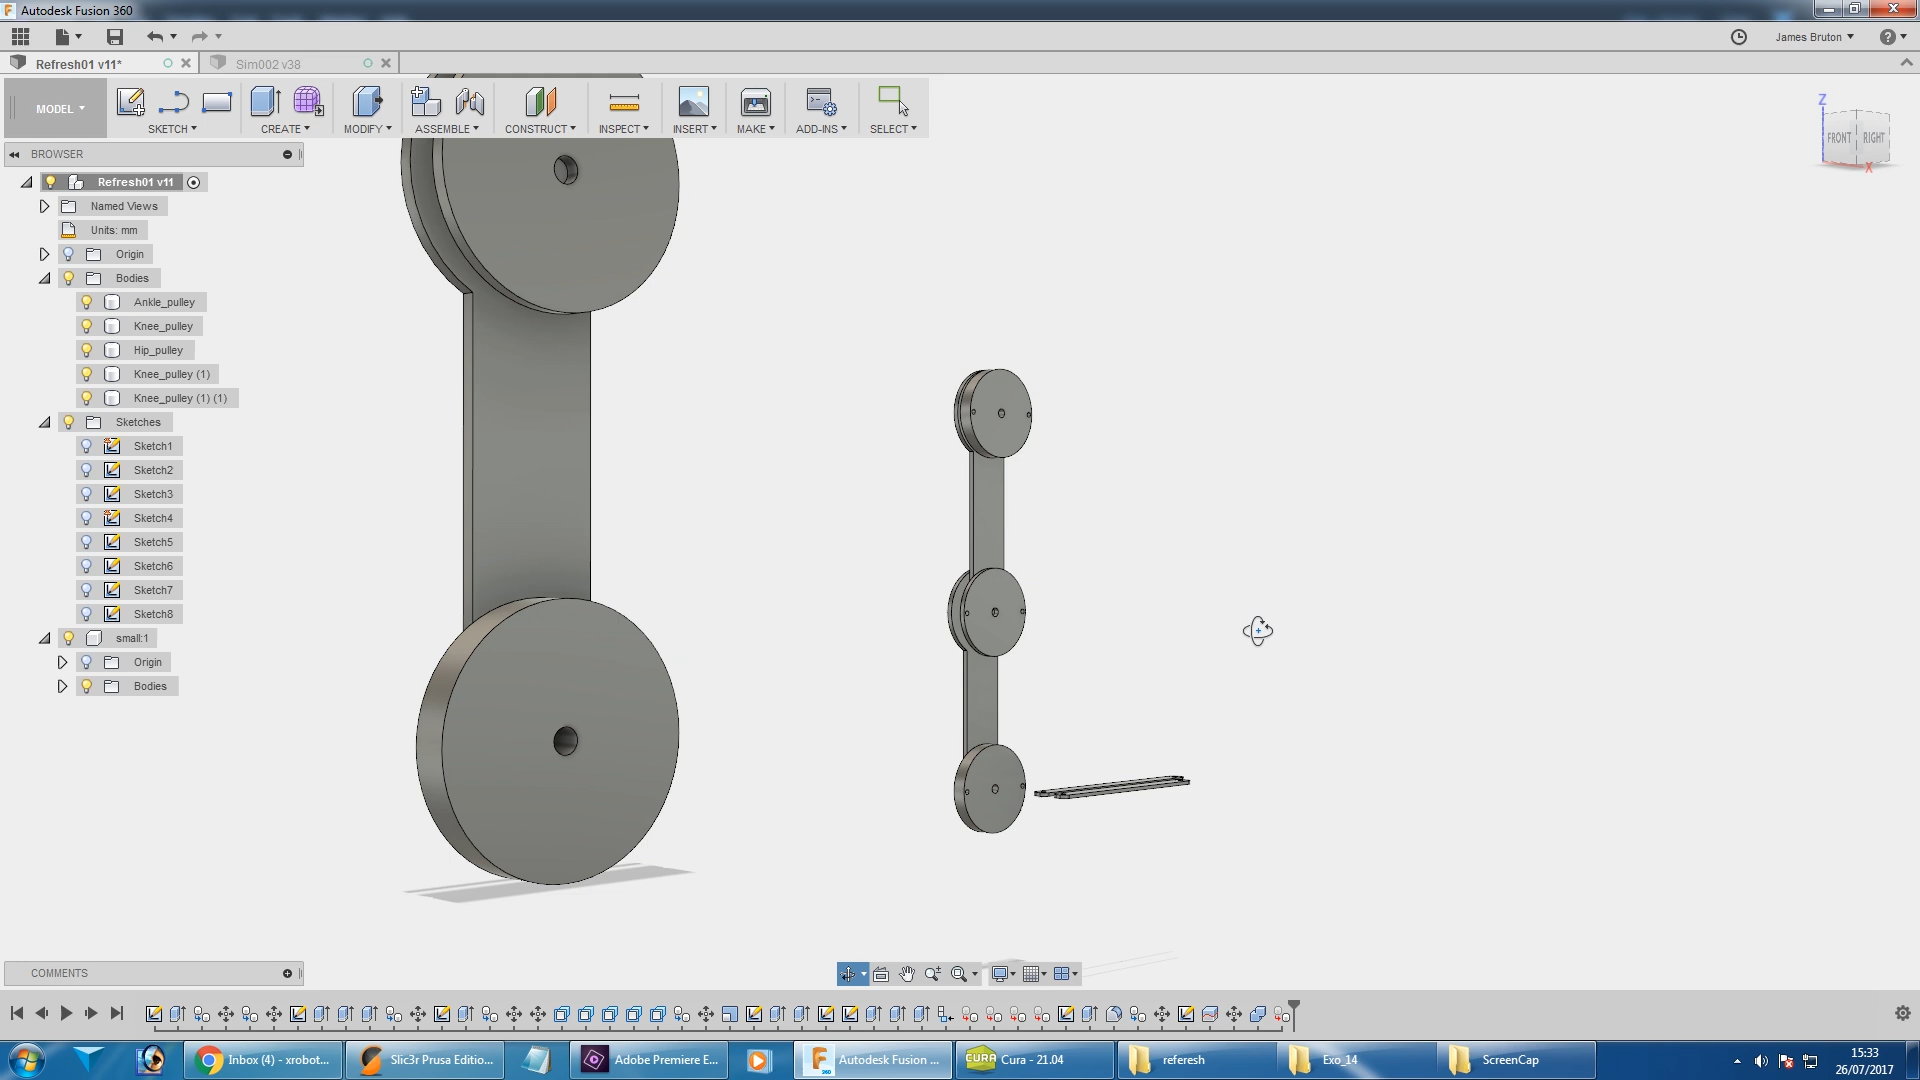 Autodesk Fusion 360
James Bruton
Refresh01 v11*
Sim002 v38
MODEL
SKETCH
CREATE
MODIFY
ASSEMBLE
CONSTRUCT
INSPECT
INSERT
MAKE
ADD-INS
SELECT
Z
FRONT
RIGHT
X
BROWSER
Refresh01 v11
Named Views
Units: mm
Origin
Bodies
Ankle_pulley
Knee_pulley
Hip_pulley
Knee_pulley (1)
Knee_pulley (1) (1)
Sketches
Sketch1
Sketch2
Sketch3
Sketch4
Sketch5
Sketch6
Sketch7
Sketch8
small:1
Origin
Bodies
COMMENTS
Inbox (4) - xrobot...
Slic3r Prusa Editio...
Adobe Premiere E...
Autodesk Fusion ...
CURA
Cura - 21.04
referesh
Exo_14
ScreenCap
15:33
26/07/2017